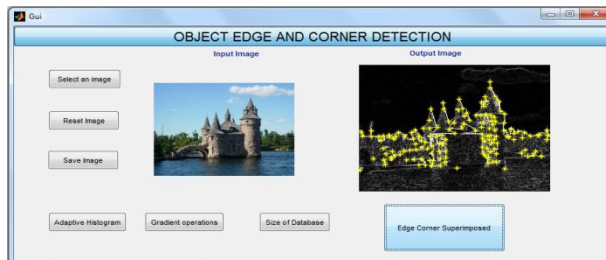 Gui
OBJECT EDGE AND CORNER DETECTION
Input Image
Output Image
Select an image
Reset Image
Save Image
Adaptive Histogram
Gradient operations
Size of Database
Edge Corner Superimposed